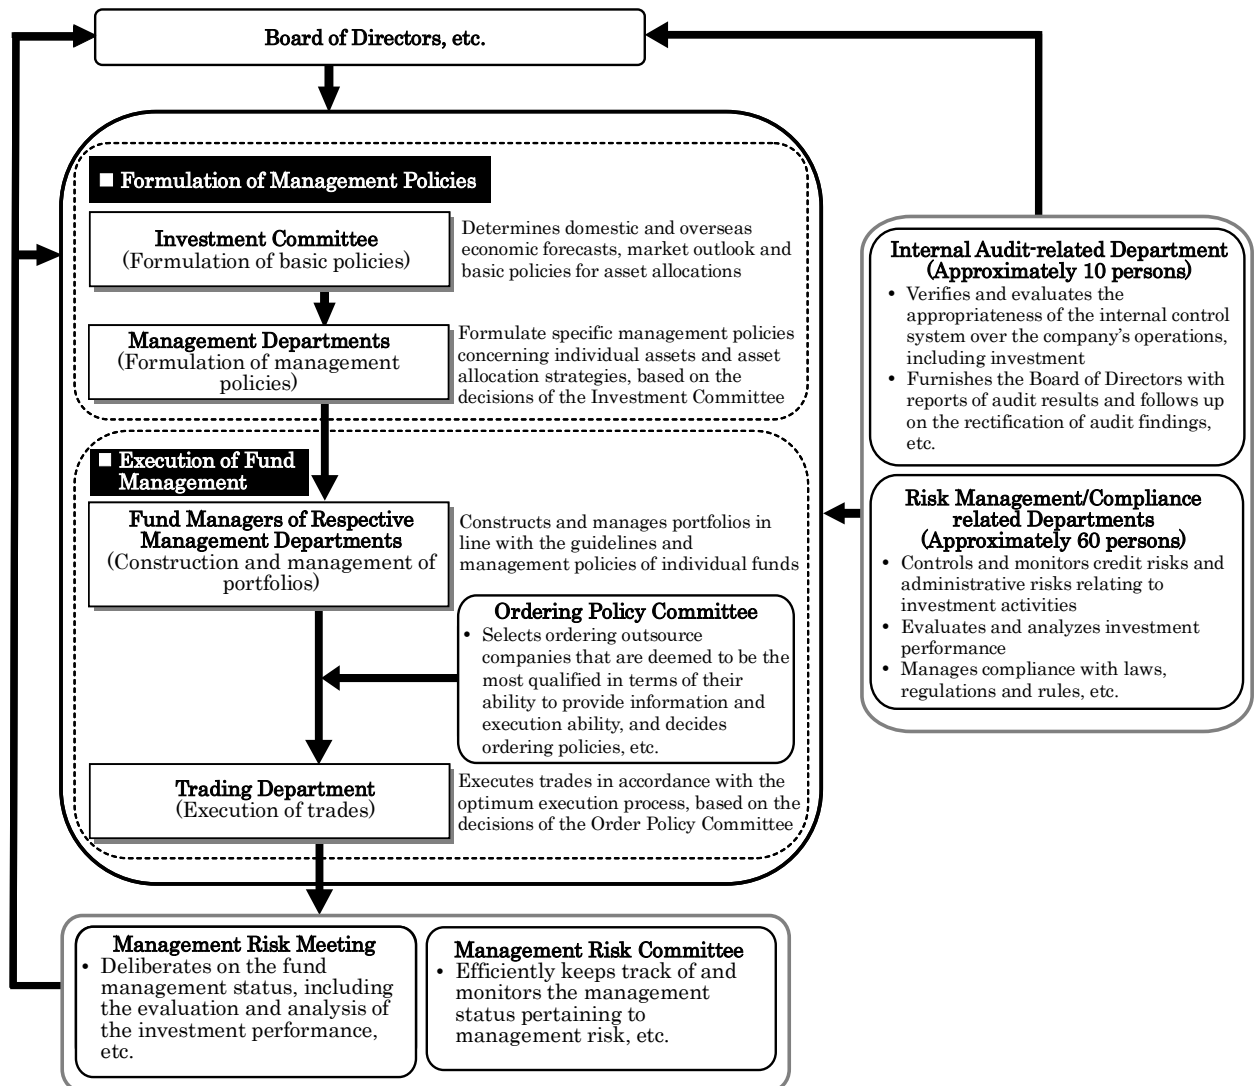 Board of Directors, etc.
■ Formulation of Management Policies
Investment Committee
(Formulation of basic policies)
Determines domestic and overseas
economic forecasts, market outlook and
basic policies for asset allocations
Management Departments
(Formulation of management
policies)
Formulate specific management policies
concerning individual assets and asset
allocation strategies, based on the
decisions of the Investment Committee
■ Execution of Fund
Management
Fund Managers of Respective
Management Departments
(Construction and management of
portfolios)
Constructs and manages portfolios in
line with the guidelines and
management policies of individual funds
Ordering Policy Committee
• Selects ordering outsource
companies that are deemed to be the
most qualified in terms of their
ability to provide information and
execution ability, and decides
ordering policies, etc.
Trading Department
(Execution of trades)
Executes trades in accordance with the
optimum execution process, based on the
decisions of the Order Policy Committee
Internal Audit-related Department
(Approximately 10 persons)
• Verifies and evaluates the
appropriateness of the internal control
system over the company's operations,
including investment
• Furnishes the Board of Directors with
reports of audit results and follows up
on the rectification of audit findings,
etc.
Risk Management/Compliance
related Departments
(Approximately 60 persons)
• Controls and monitors credit risks and
administrative risks relating to
investment activities
• Evaluates and analyzes investment
performance
• Manages compliance with laws,
regulations and rules, etc.
Management Risk Meeting
• Deliberates on the fund
management status, including
the evaluation and analysis of
the investment performance,
etc.
Management Risk Committee
• Efficiently keeps track of and
monitors the management
status pertaining to
management risk, etc.